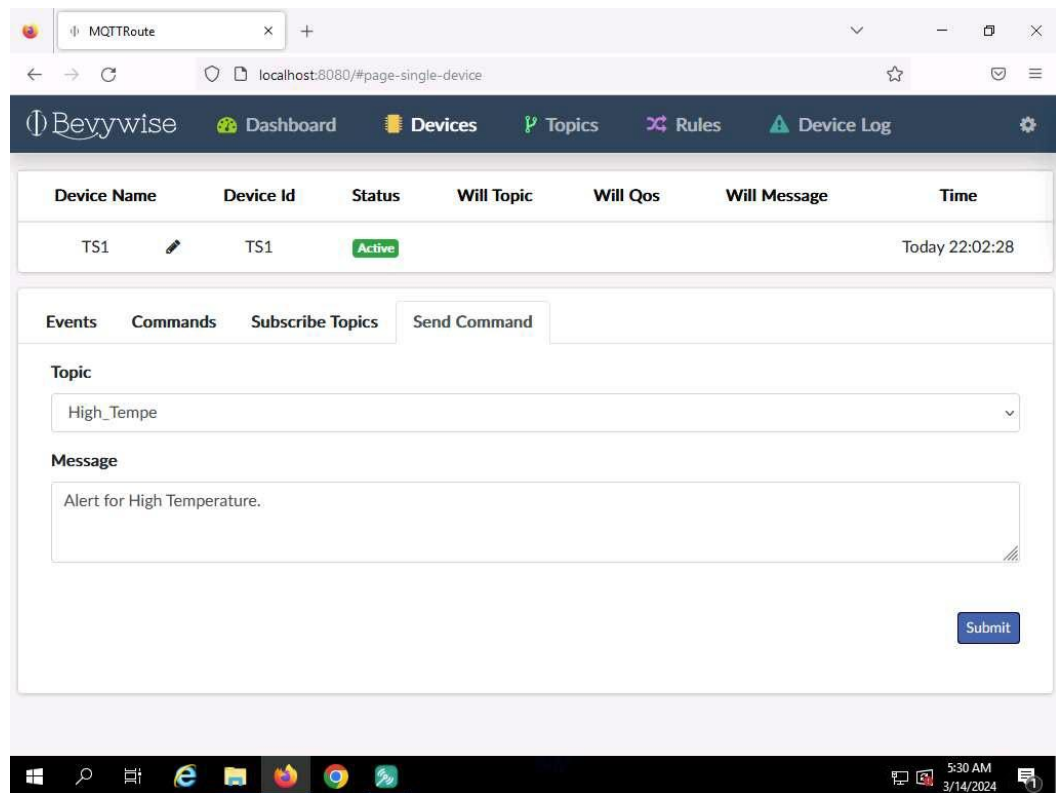 MQTTRoute
localhost:8080/#page-single-device
Bevywise Dashboard Devices Topics Rules Device Log
Device Name Device Id Status Will Topic Will Qos Will Message Time
TS1 TS1 Active Today 22:02:28
Events Commands Subscribe Topics Send Command
Topic
High_Tempe
Message
Alert for High Temperature.
Submit
5:30 AM
3/14/2024
1